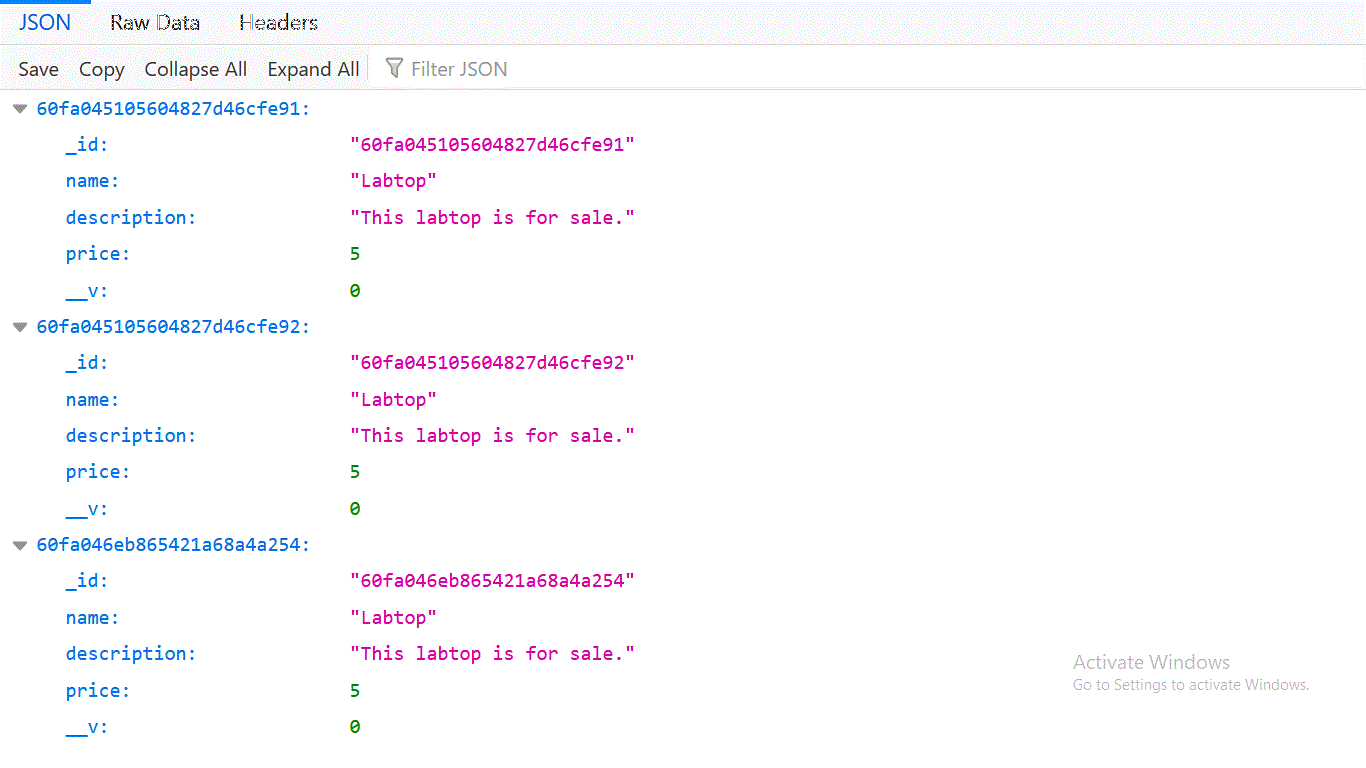 JSON Raw Data Headers
Save Copy Collapse All Expand All Filter JSON
60fa045105604827d46cfe91:
_id: "60fa045105604827d46cfe91"
name: "Labtop"
description: "This labtop is for sale."
price: 5
__v: 0
60fa045105604827d46cfe92:
_id: "60fa045105604827d46cfe92"
name: "Labtop"
description: "This labtop is for sale."
price: 5
__v: 0
60fa046eb865421a68a4a254:
_id: "60fa046eb865421a68a4a254"
name: "Labtop"
description: "This labtop is for sale."
price: 5
__v: 0
Activate Windows
Go to Settings to activate Windows.